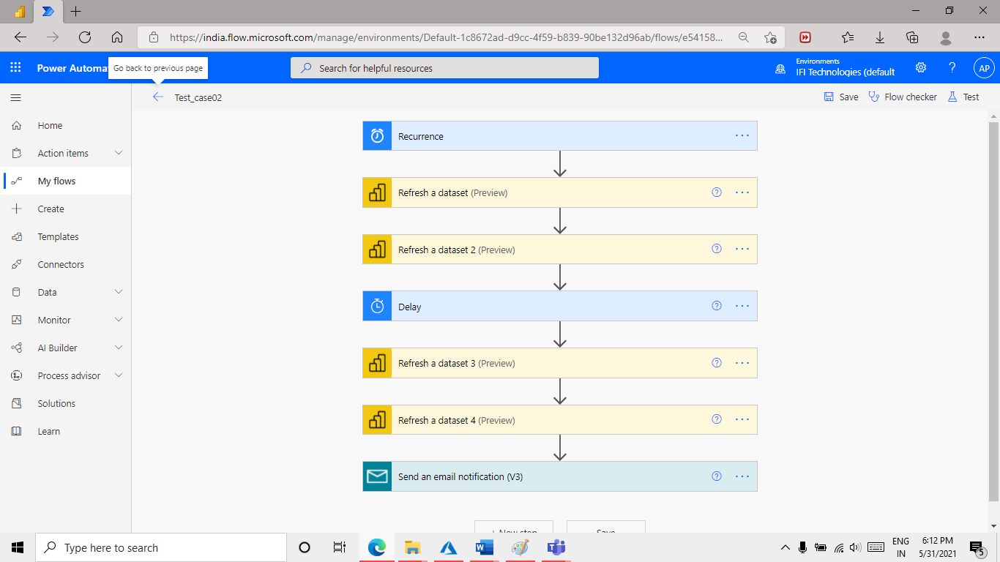 https://india.flow.microsoft.com/manage/environments/Default-1c8672ad-d9cc-4f59-b839-90be132d96ab/flows/e54158...
Power Automa
Go back to previous page
Search for helpful resources
Environments
IFI Technologies (default
?
AP
Test_case02
Save
Flow checker
Test
Home
Action items
My flows
Create
Templates
Connectors
Data
Monitor
AI Builder
Process advisor
Solutions
Learn
Recurrence
Refresh a dataset (Preview)
Refresh a dataset 2 (Preview)
Delay
Refresh a dataset 3 (Preview)
Refresh a dataset 4 (Preview)
Send an email notification (V3)
+ New step
Save
Type here to search
ENG
IN
6:12 PM
5/31/2021
5